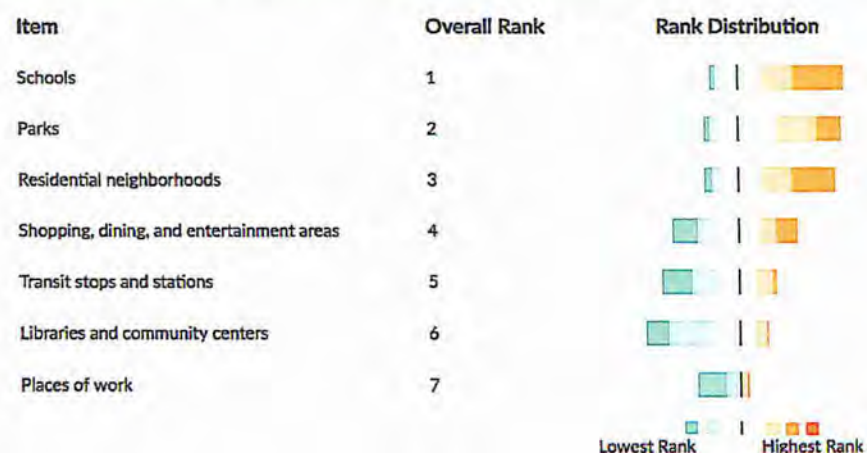 Item Overall Rank Rank Distribution
Schools 1
Parks 2
Residential neighborhoods 3
Shopping, dining, and entertainment areas 4
Transit stops and stations 5
Libraries and community centers 6
Places of work 7
Lowest Rank Highest Rank